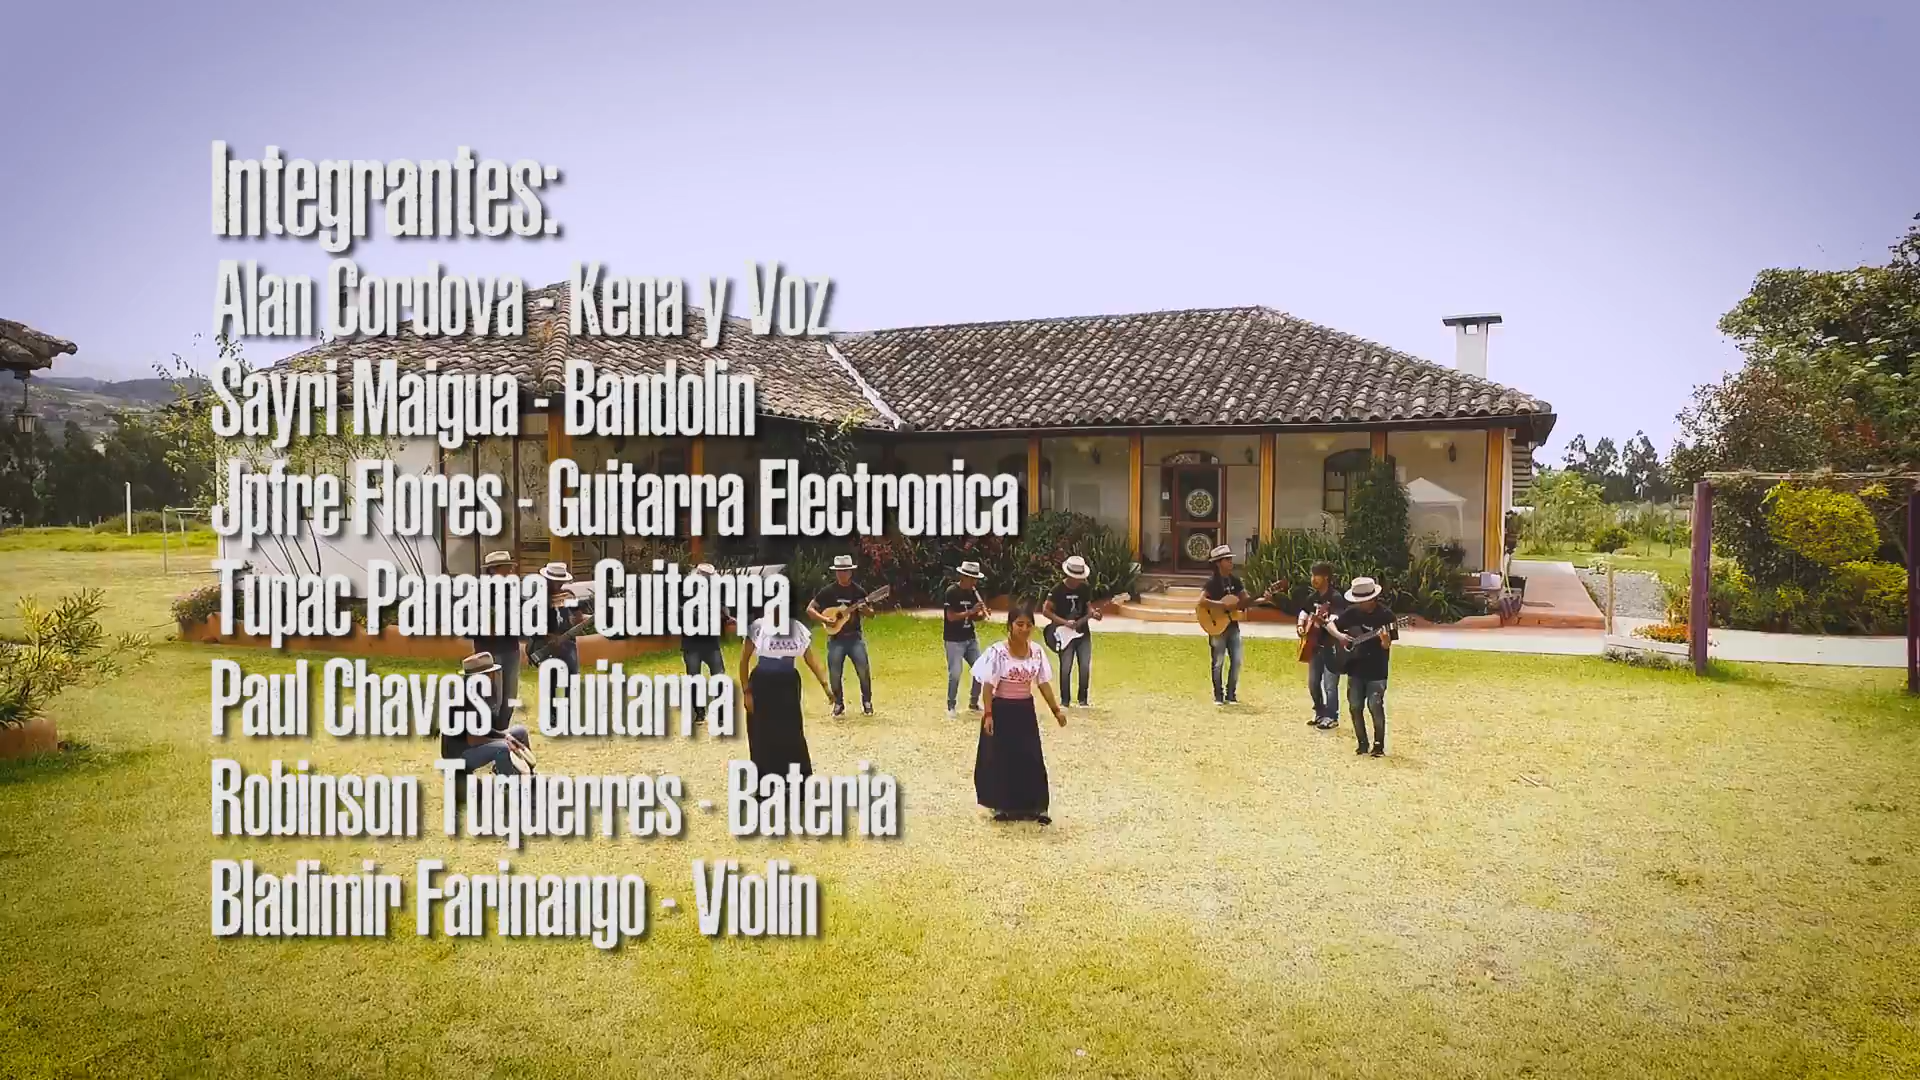 Integrantes:
Alan Cordova - Kena y Voz
Sayri Maigua - Bandolin
Jpfre Flores - Guitarra Electronica
Tupac Panama - Guitarra
Paul Chaves - Guitarra
Robinson Tuquerres - Bateria
Bladimir Farinango - Violin